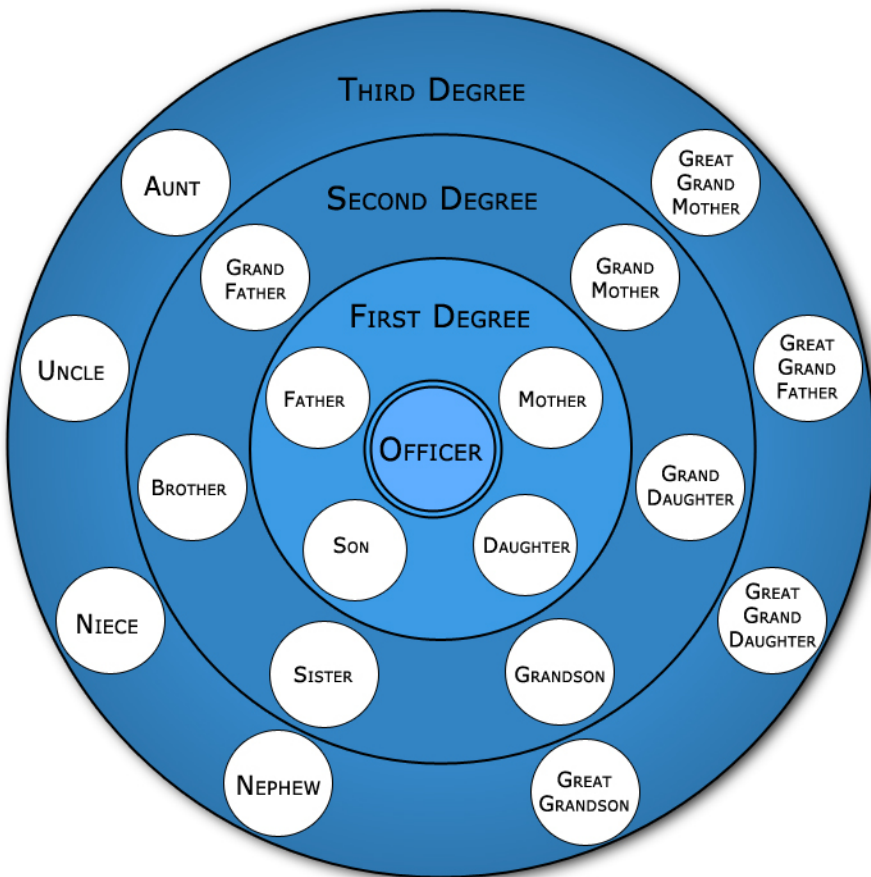 Third Degree
Aunt
Great
Grand
Mother
Second Degree
Grand
Father
Grand
Mother
First Degree
Uncle
Great
Grand
Father
Father
Mother
Officer
Brother
Grand
Daughter
Son
Daughter
Niece
Great
Grand
Daughter
Sister
Grandson
Nephew
Great
Grandson